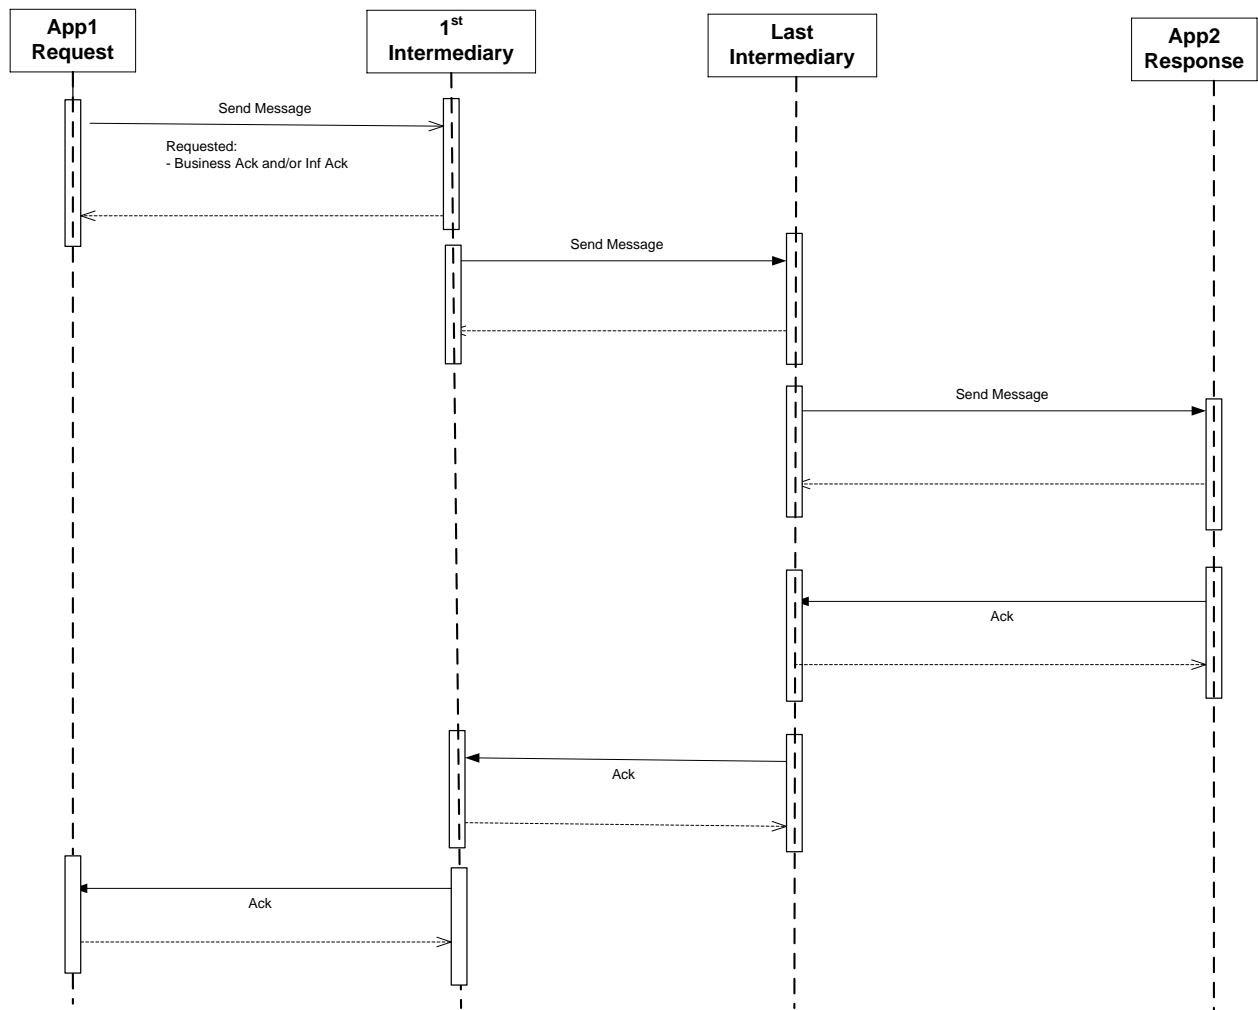 App1
Request
1st
Intermediary
Last
Intermediary
App2
Response
Send Message
Requested:
- Business Ack and/or Inf Ack
Send Message
Send Message
Ack
Ack
Ack